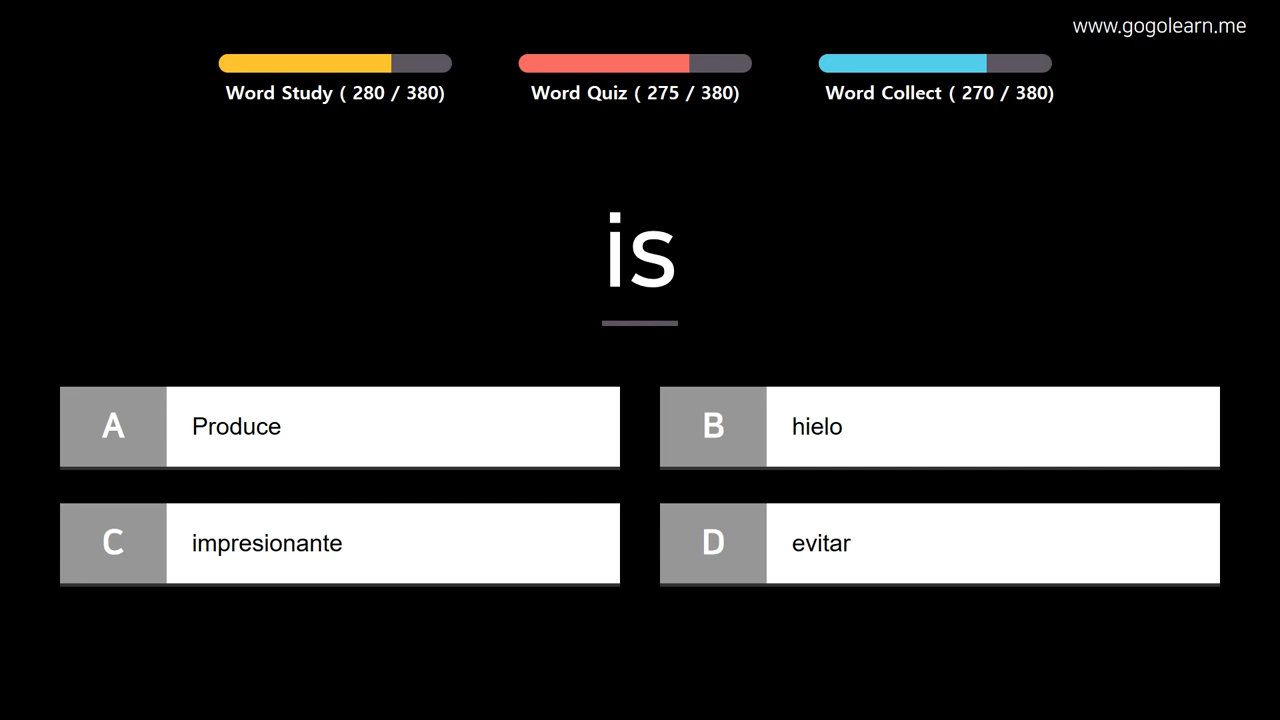 www.gogolearn.me
Word Study ( 280 / 380)
Word Quiz ( 275 / 380)
Word Collect ( 270 / 380)
is
A Produce
B hielo
C impresionante
D evitar